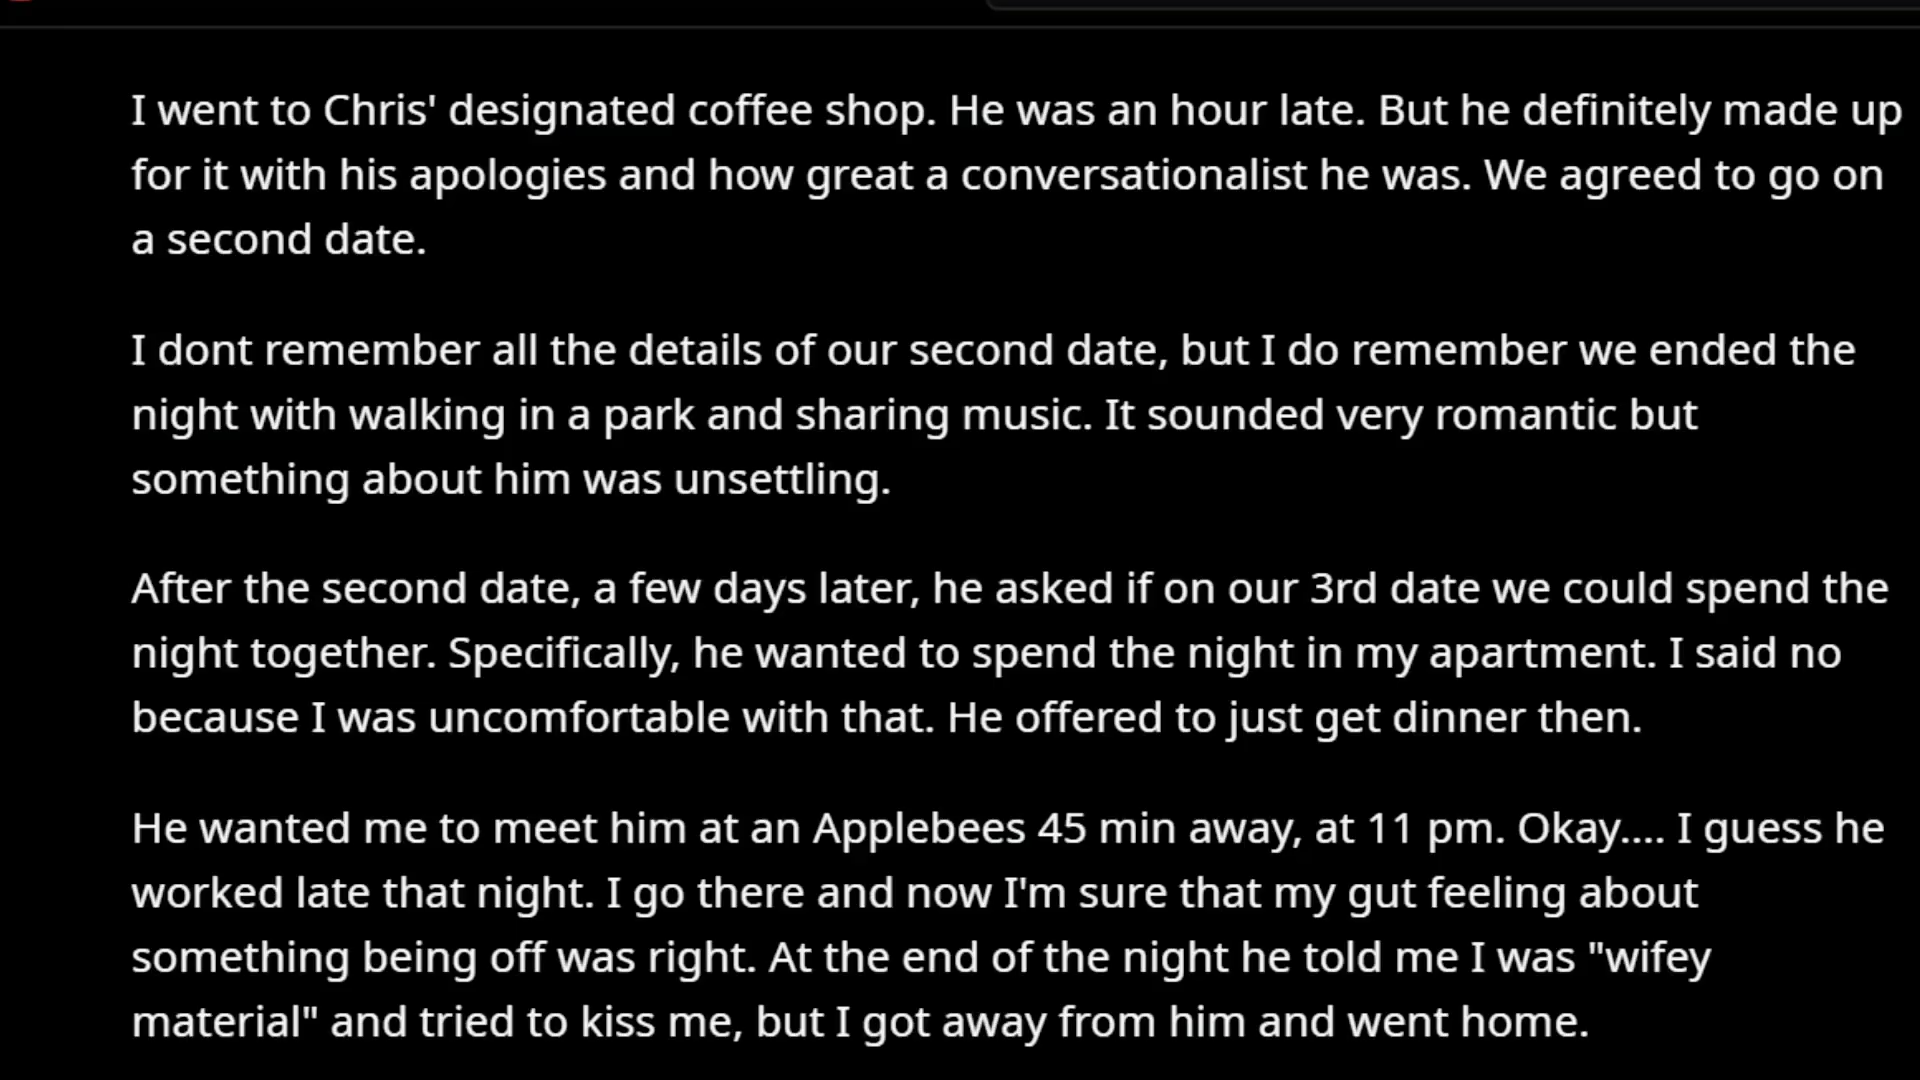 I went to Chris' designated coffee shop. He was an hour late. But he definitely made up
for it with his apologies and how great a conversationalist he was. We agreed to go on
a second date.
I dont remember all the details of our second date, but I do remember we ended the
night with walking in a park and sharing music. It sounded very romantic but
something about him was unsettling.
After the second date, a few days later, he asked if on our 3rd date we could spend the
night together. Specifically, he wanted to spend the night in my apartment. I said no
because I was uncomfortable with that. He offered to just get dinner then.
He wanted me to meet him at an Applebees 45 min away, at 11 pm. Okay.... I guess he
worked late that night. I go there and now I'm sure that my gut feeling about
something being off was right. At the end of the night he told me I was "wifey
material" and tried to kiss me, but I got away from him and went home.